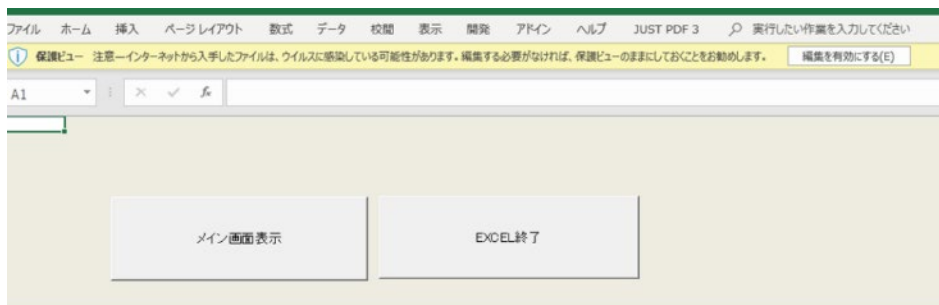 ファイル ホーム 挿入 ページ レイアウト 数式 データ 校閲 表示 開発 アドイン ヘルプ JUST PDF 3 実行したい作業を入力してください
保護ビュー 注意—インターネットから入手したファイルは、ウイルスに感染している可能性があります。編集する必要がなければ、保護ビューのままにしておくことをお勧めします。 編集を有効にする(E)
A1 fx
メイン画面表示 EXCEL終了